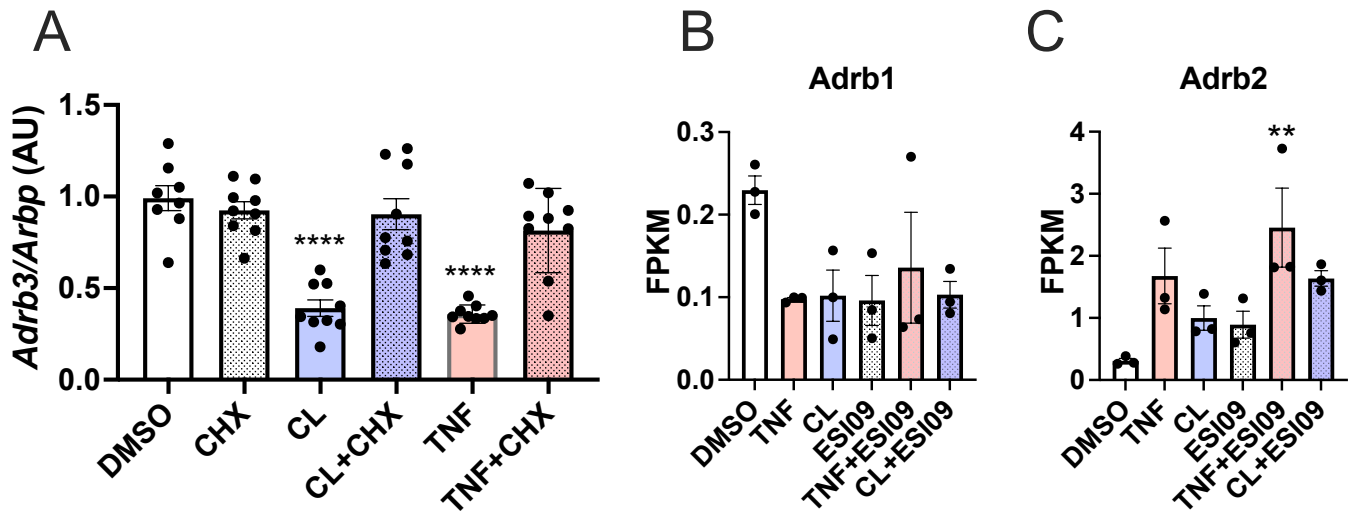 A
Adrb3/Arbp (AU)
1.5
1.0
0.5
0.0
****
****
DMSO
CHX
CL
CL+CHX
TNF
TNF+CHX
B
Adrb1
FPKM
0.3
0.2
0.1
0.0
DMSO
TNF
CL
ESI09
TNF+ESI09
CL+ESI09
C
Adrb2
FPKM
4
3
2
1
0
**
DMSO
TNF
CL
ESI09
TNF+ESI09
CL+ESI09